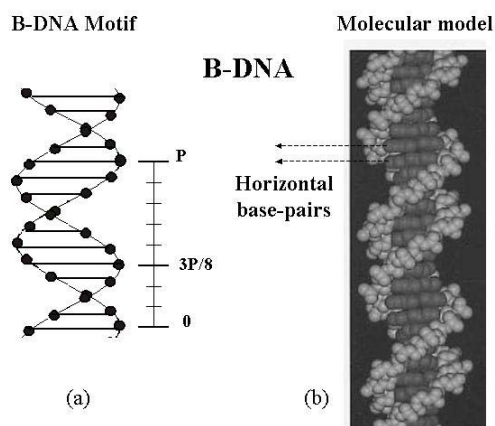 B-DNA Motif
Molecular model
B-DNA
P
Horizontal
base-pairs
3P/8
0
(a)
(b)